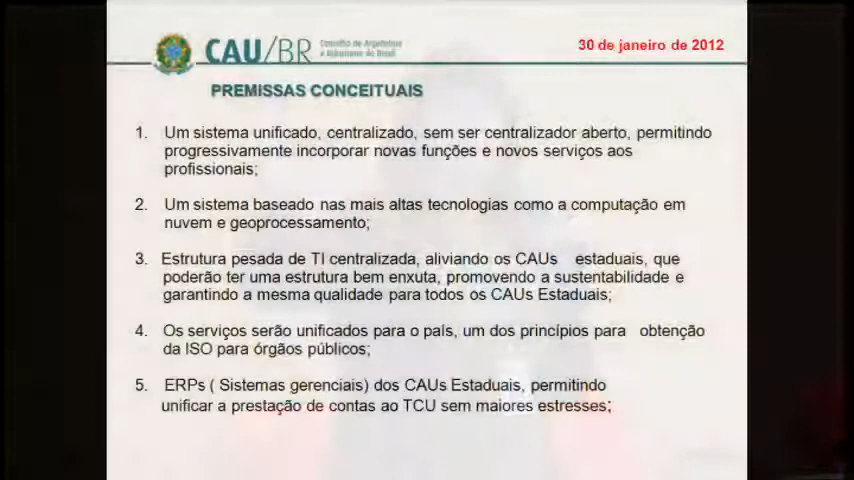 CAU/BR
Conselho de Arquitetura
e Urbanismo do Brasil
30 de janeiro de 2012
PREMISSAS CONCEITUAIS
1. Um sistema unificado, centralizado, sem ser centralizador aberto, permitindo
progressivamente incorporar novas funções e novos serviços aos
profissionais;
2. Um sistema baseado nas mais altas tecnologias como a computação em
nuvem e geoprocessamento;
3. Estrutura pesada de TI centralizada, aliviando os CAUs estaduais, que
poderão ter uma estrutura bem enxuta, promovendo a sustentabilidade e
garantindo a mesma qualidade para todos os CAUs Estaduais;
4. Os serviços serão unificados para o país, um dos princípios para obtenção
da ISO para órgãos públicos;
5. ERPs ( Sistemas gerenciais) dos CAUs Estaduais, permitindo
unificar a prestação de contas ao TCU sem maiores estresses;